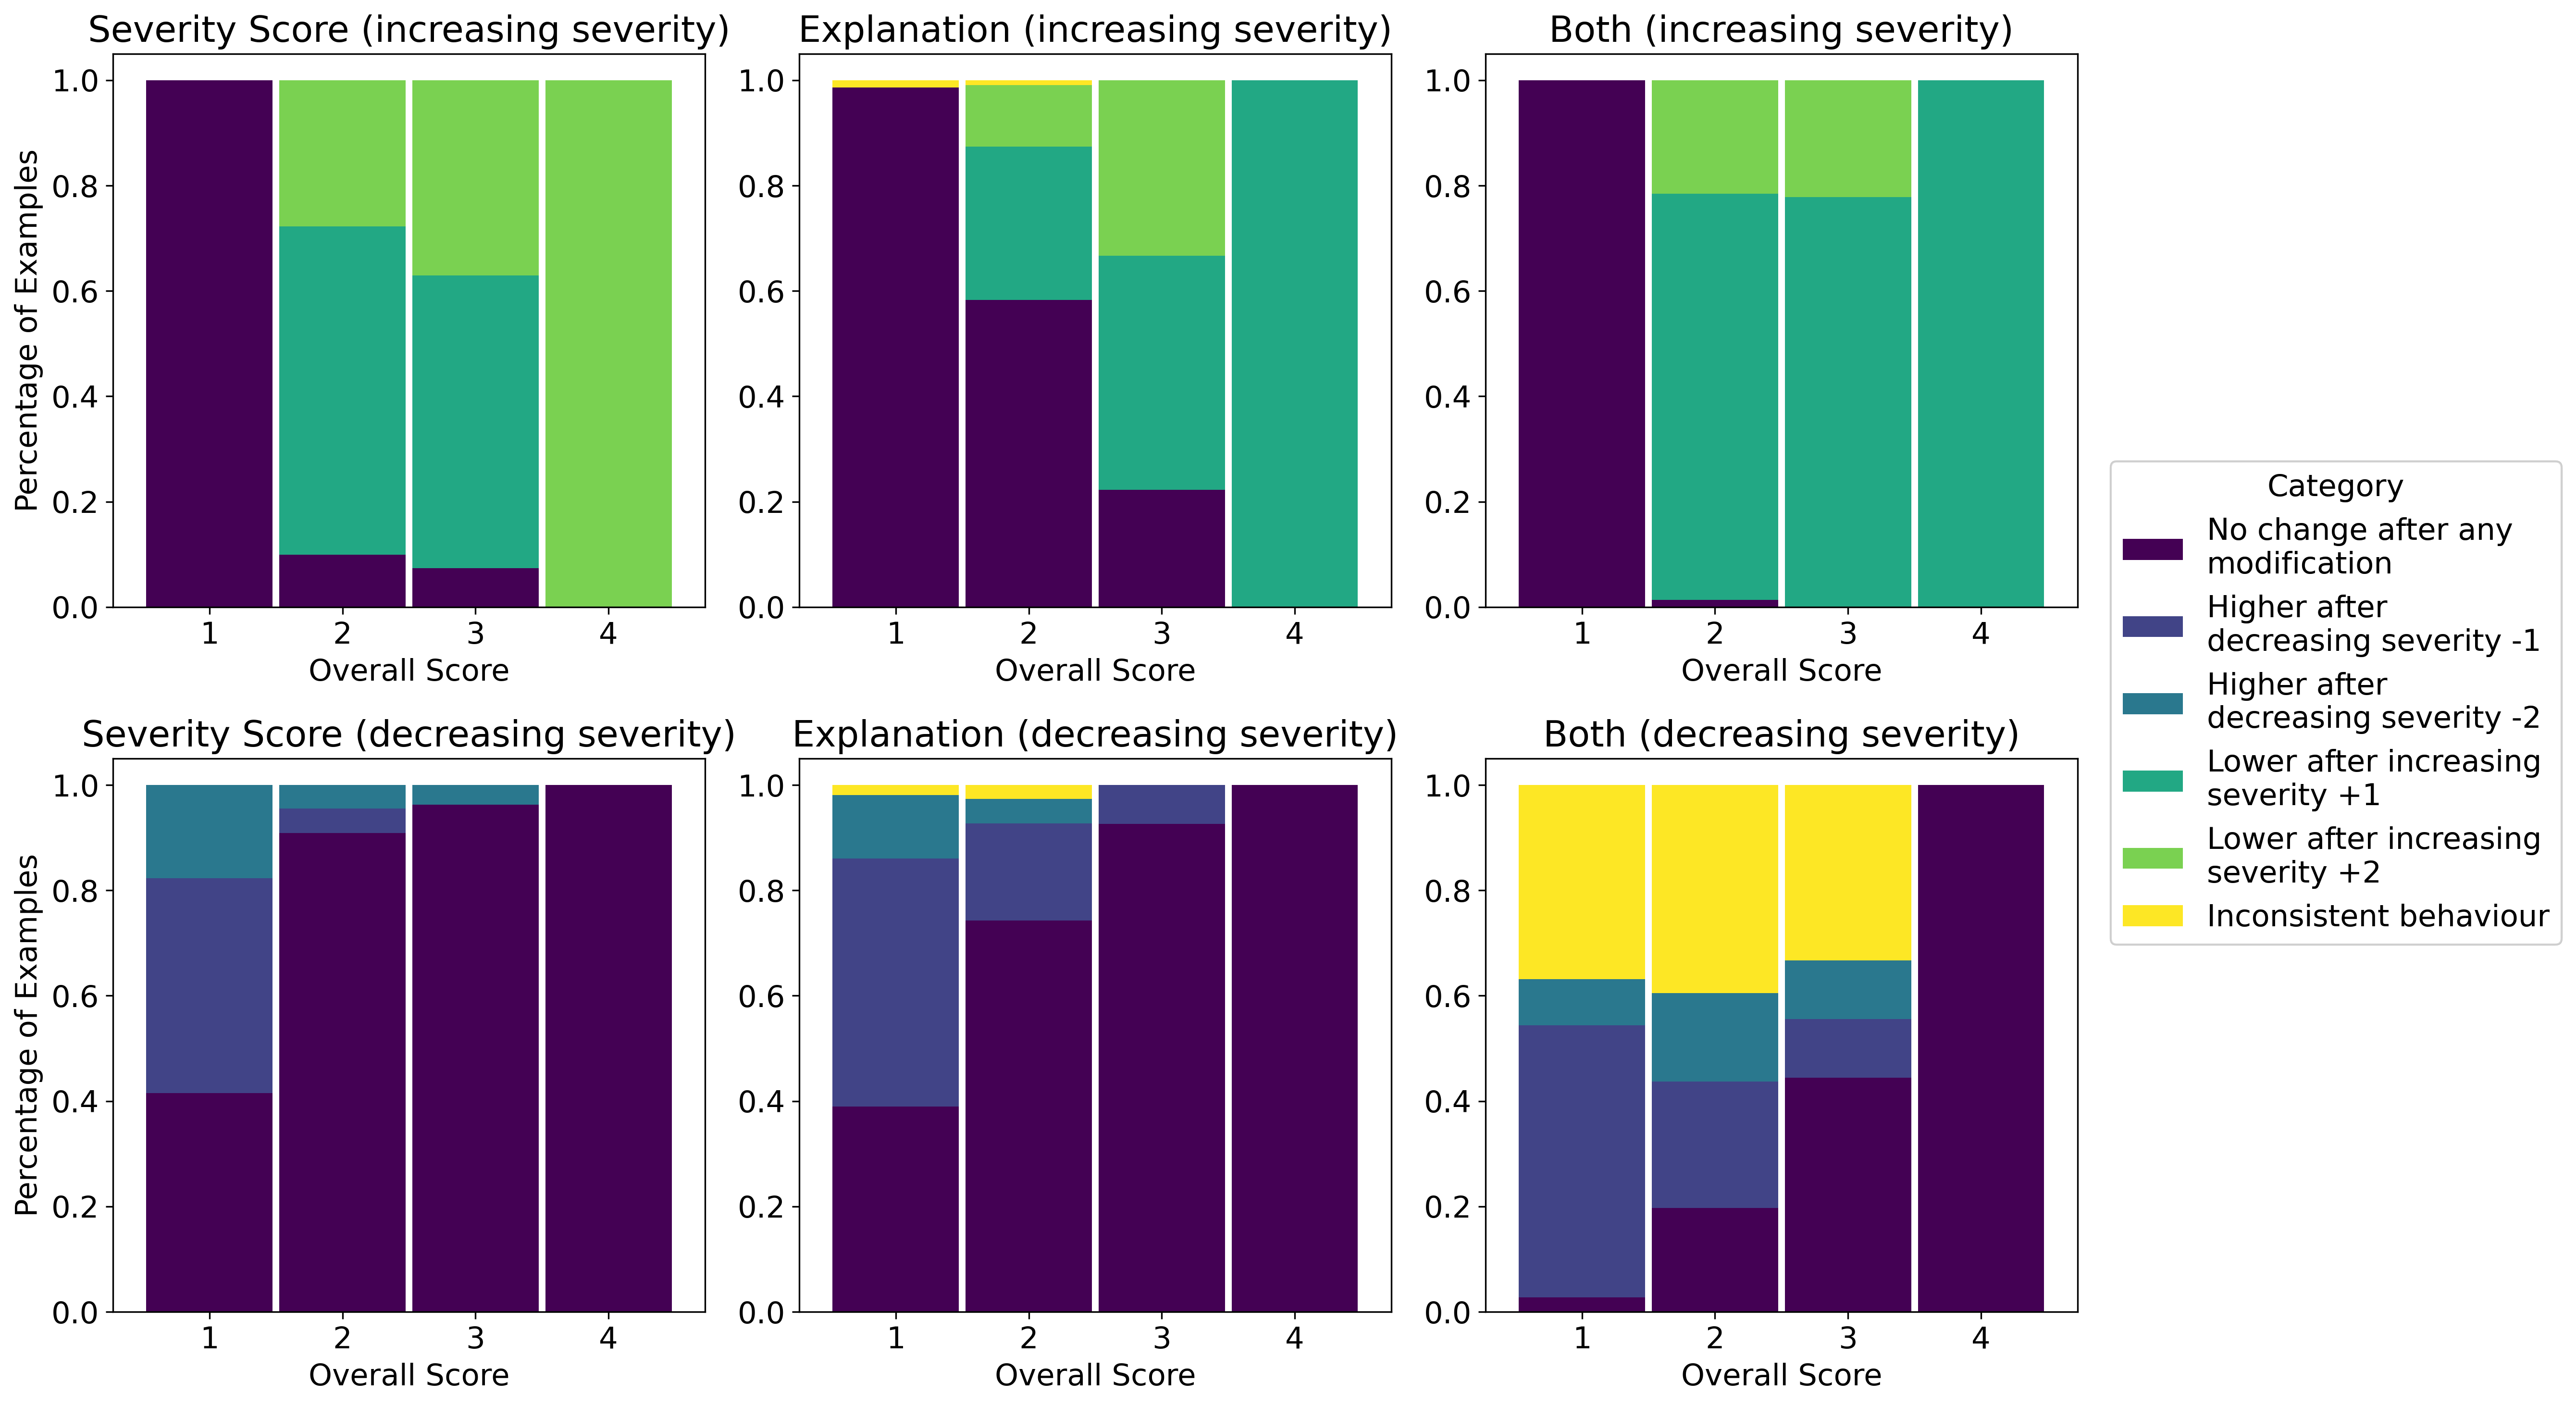 Severity Score (increasing severity)
Explanation (increasing severity)
Both (increasing severity)
Percentage of Examples
1.0
0.8
0.6
0.4
0.2
0.0
1
2
3
4
Overall Score
1.0
0.8
0.6
0.4
0.2
0.0
1
2
3
4
Overall Score
1.0
0.8
0.6
0.4
0.2
0.0
1
2
3
4
Overall Score
Severity Score (decreasing severity)
Explanation (decreasing severity)
Both (decreasing severity)
Percentage of Examples
1.0
0.8
0.6
0.4
0.2
0.0
1
2
3
4
Overall Score
1.0
0.8
0.6
0.4
0.2
0.0
1
2
3
4
Overall Score
1.0
0.8
0.6
0.4
0.2
0.0
1
2
3
4
Overall Score
Category
No change after any
modification
Higher after
decreasing severity -1
Higher after
decreasing severity -2
Lower after increasing
severity +1
Lower after increasing
severity +2
Inconsistent behaviour